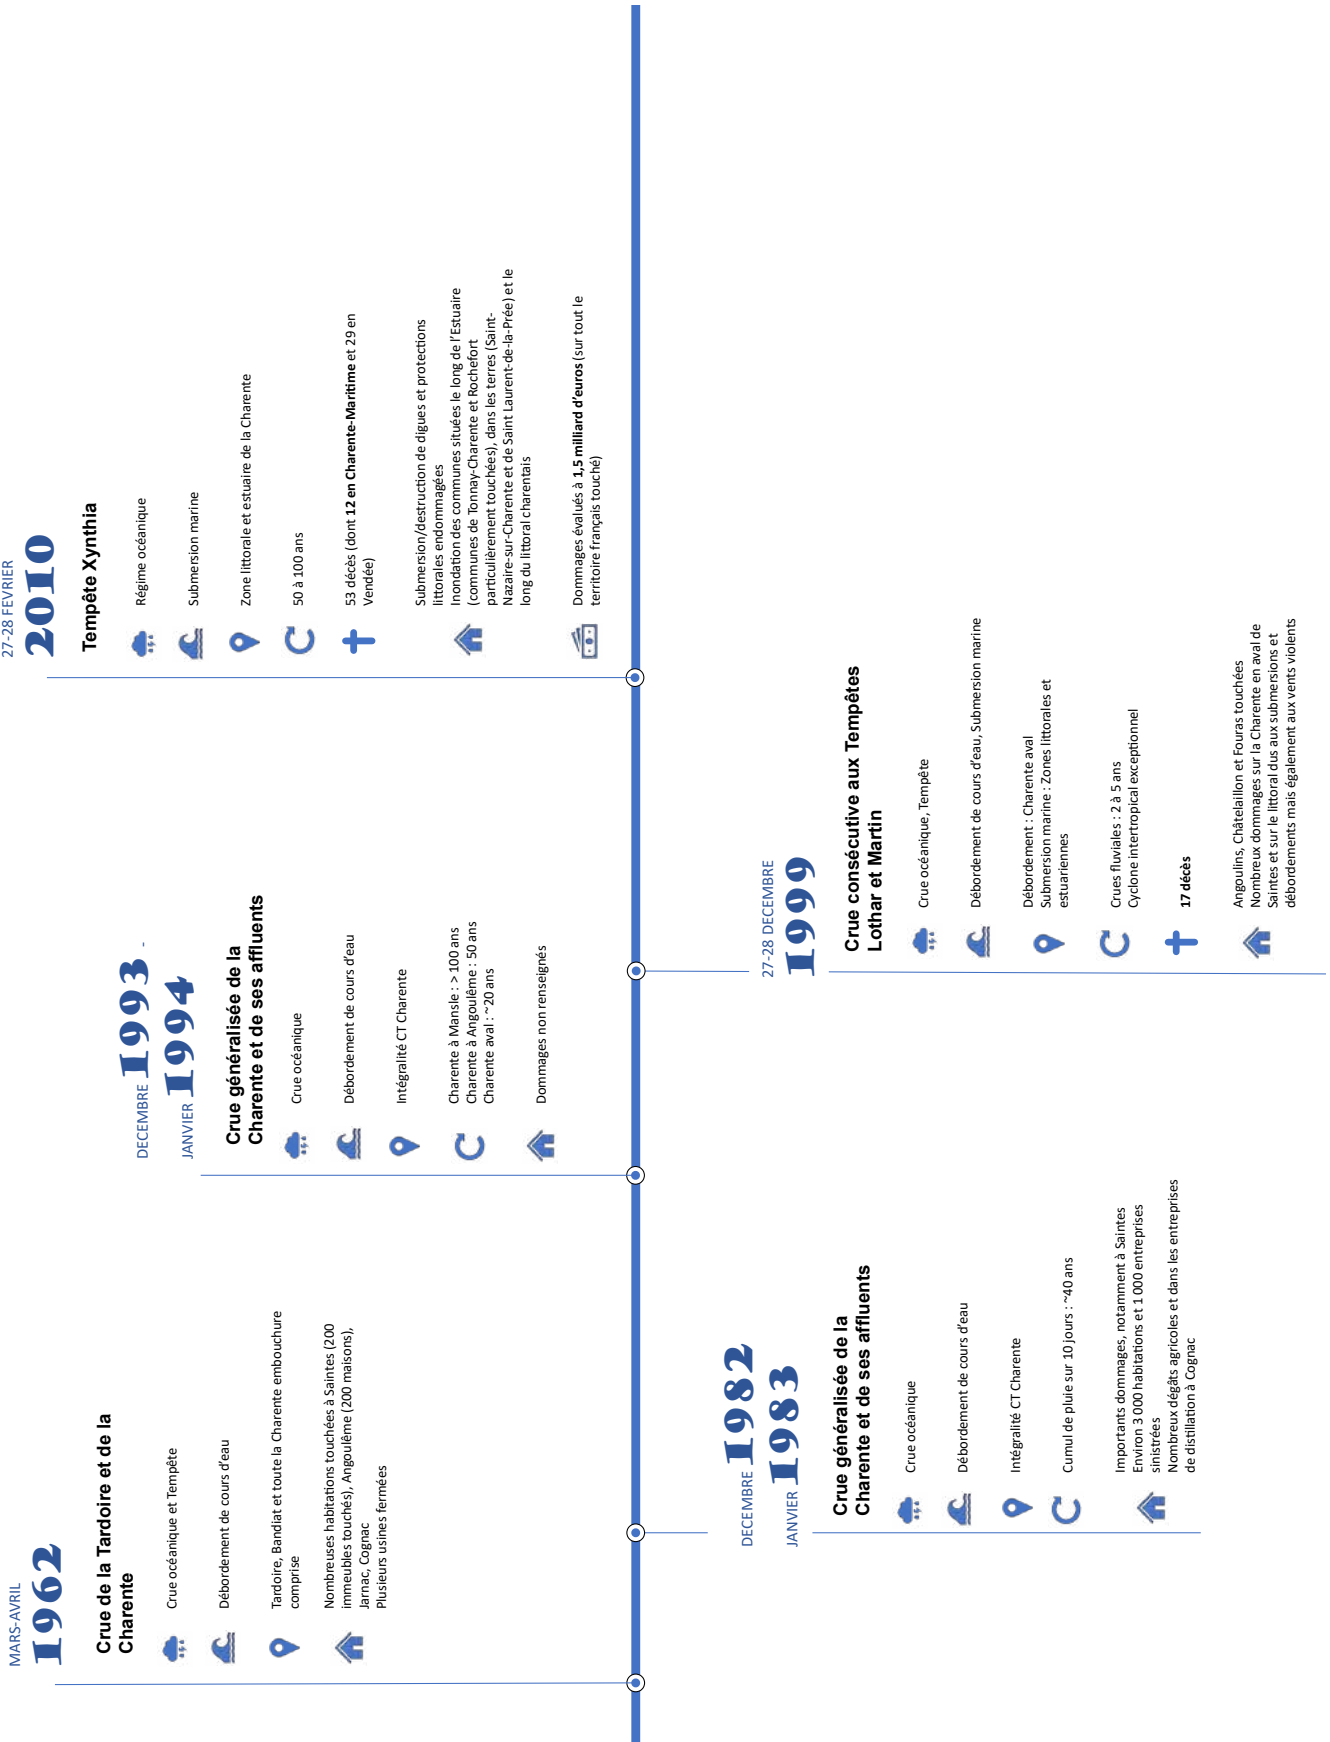 MARS-AVRIL
1962
Crue de la Tardoire et de la
Charente
Crue océanique et Tempête
Débordement de cours d'eau
Tardoire, Bandiat et toute la Charente embouchure
comprise
Nombreuses habitations touchées à Saintes (200
immeubles touchés), Angoulême (200 maisons),
Jarnac, Cognac
Plusieurs usines fermées
DECEMBRE 1982
JANVIER 1983
Crue généralisée de la
Charente et de ses affluents
Crue océanique
Débordement de cours d'eau
Intégralité CT Charente
Cumul de pluie sur 10 jours : ~40 ans
Importants dommages, notamment à Saintes
Environ 3 000 habitations et 1 000 entreprises
sinistrées
Nombreux dégâts agricoles et dans les entreprises
de distillation à Cognac
DECEMBRE 1993 -
JANVIER 1994
Crue généralisée de la
Charente et de ses affluents
Crue océanique
Débordement de cours d'eau
Intégralité CT Charente
Charente à Mansle : > 100 ans
Charente à Angoulême : 50 ans
Charente aval : ~20 ans
Dommages non renseignés
27-28 DECEMBRE
1999
Crue consécutive aux Tempêtes
Lothar et Martin
Crue océanique, Tempête
Débordement de cours d'eau, Submersion marine
Débordement : Charente aval
Submersion marine : Zones littorales et
estuariennes
Crues fluviales : 2 à 5 ans
Cyclone intertropical exceptionnel
17 décès
Angoulins, Châtelaillon et Fouras touchées
Nombreux dommages sur la Charente en aval de
Saintes et sur le littoral dus aux submersions et
débordements mais également aux vents violents
27-28 FEVRIER
2010
Tempête Xynthia
Régime océanique
Submersion marine
Zone littorale et estuaire de la Charente
50 à 100 ans
53 décès (dont 12 en Charente-Maritime et 29 en
Vendée)
Submersion/destruction de digues et protections
littorales endommagées
Inondation des communes situées le long de l'Estuaire
(communes de Tonnay-Charente et Rochefort
particulièrement touchées), dans les terres (Saint-
Nazaire-sur-Charente et de Saint Laurent-de-la-Prée) et le
long du littoral charentais
Dommages évalués à 1,5 milliard d'euros (sur tout le
territoire français touché)